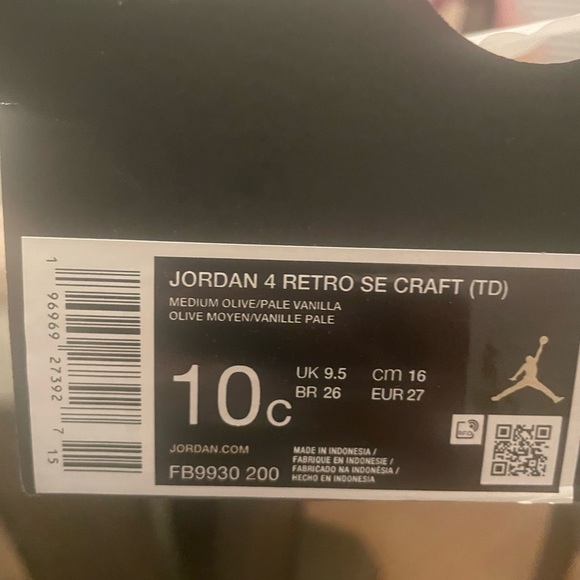 JORDAN 4 RETRO SE CRAFT (TD)
MEDIUM OLIVE/PALE VANILLA
OLIVE MOYEN/VANILLE PALE
10C
UK 9.5 cm 16
BR 26 EUR 27
JORDAN.COM
FB9930 200
MADE IN INDONESIA/
FABRIQUE EN INDONESIE/
FABRICADO NA INDONÉSIA/
HECHO EN INDONESIA
RFID
1 96969 27392 7 15